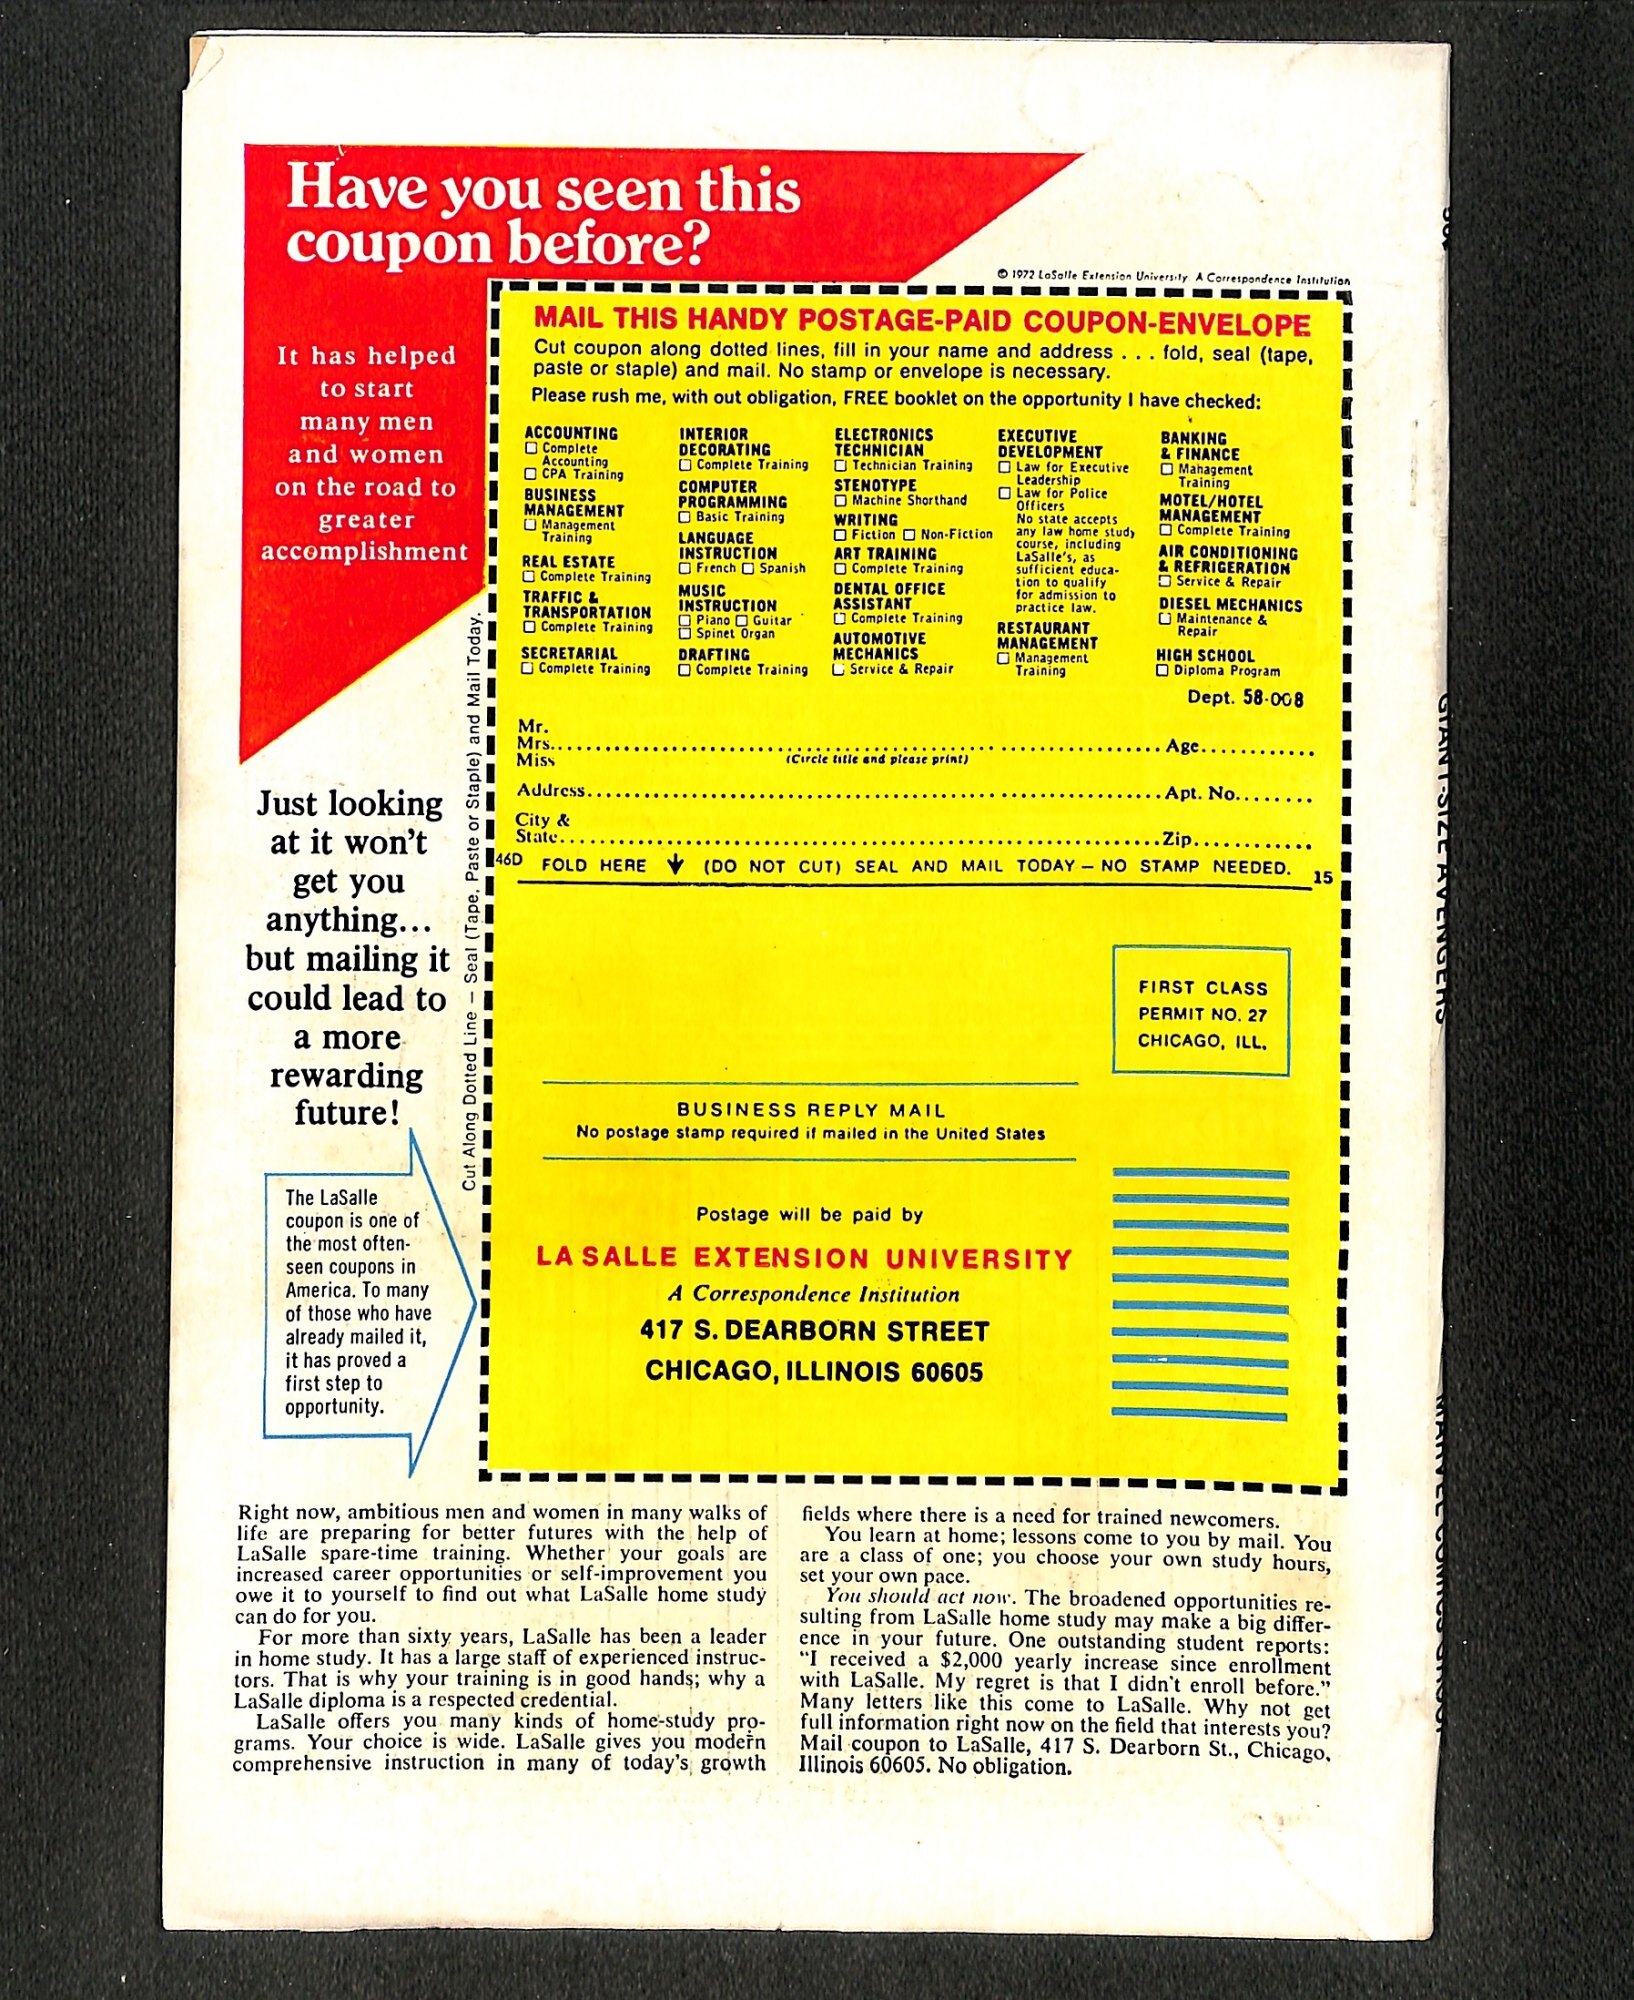 Have you seen this
coupon before?
© 1972 LaSalle Extension University A Correspondence Institution
It has helped
to start
many men
and women
on the road to
greater
accomplishment
Just looking
at it won't
get you
anything...
but mailing it
could lead to
a more
rewarding
future!
The LaSalle
coupon is one of
the most often-
seen coupons in
America. To many
of those who have
already mailed it,
it has proved a
first step to
opportunity.
Cut Along Dotted Line – Seal (Tape, Paste or Staple) and Mail Today.
MAIL THIS HANDY POSTAGE-PAID COUPON-ENVELOPE
Cut coupon along dotted lines, fill in your name and address . . . fold, seal (tape,
paste or staple) and mail. No stamp or envelope is necessary.
Please rush me, with out obligation, FREE booklet on the opportunity I have checked:
ACCOUNTING
Complete
Accounting
CPA Training
BUSINESS
MANAGEMENT
Management
Training
REAL ESTATE
Complete Training
TRAFFIC &
TRANSPORTATION
Complete Training
SECRETARIAL
Complete Training
INTERIOR
DECORATING
Complete Training
COMPUTER
PROGRAMMING
Basic Training
LANGUAGE
INSTRUCTION
French Spanish
MUSIC
INSTRUCTION
Piano Guitar
Spinet Organ
DRAFTING
Complete Training
ELECTRONICS
TECHNICIAN
Technician Training
STENOTYPE
Machine Shorthand
WRITING
Fiction Non-Fiction
ART TRAINING
Complete Training
DENTAL OFFICE
ASSISTANT
Complete Training
AUTOMOTIVE
MECHANICS
Service & Repair
EXECUTIVE
DEVELOPMENT
Law for Executive
Leadership
Law for Police
Officers
No state accepts
any law home study
course, including
LaSalle's, as
sufficient educa-
tion to qualify
for admission to
practice law.
RESTAURANT
MANAGEMENT
Management
Training
BANKING
& FINANCE
Management
Training
MOTEL/HOTEL
MANAGEMENT
Complete Training
AIR CONDITIONING
& REFRIGERATION
Service & Repair
DIESEL MECHANICS
Maintenance &
Repair
HIGH SCHOOL
Diploma Program
Dept. 58-008
Mr.
Mrs. Age
Miss (Circle title and please print)
Address Apt. No.
City &
State Zip
46D FOLD HERE (DO NOT CUT) SEAL AND MAIL TODAY – NO STAMP NEEDED. 15
FIRST CLASS
PERMIT NO. 27
CHICAGO, ILL.
BUSINESS REPLY MAIL
No postage stamp required if mailed in the United States
Postage will be paid by
LA SALLE EXTENSION UNIVERSITY
A Correspondence Institution
417 S. DEARBORN STREET
CHICAGO, ILLINOIS 60605
Right now, ambitious men and women in many walks of
life are preparing for better futures with the help of
LaSalle spare-time training. Whether your goals are
increased career opportunities or self-improvement you
owe it to yourself to find out what LaSalle home study
can do for you.
For more than sixty years, LaSalle has been a leader
in home study. It has a large staff of experienced instruc-
tors. That is why your training is in good hands; why a
LaSalle diploma is a respected credential.
LaSalle offers you many kinds of home-study pro-
grams. Your choice is wide. LaSalle gives you modern
comprehensive instruction in many of today's growth
fields where there is a need for trained newcomers.
You learn at home; lessons come to you by mail. You
are a class of one; you choose your own study hours,
set your own pace.
You should act now. The broadened opportunities re-
sulting from LaSalle home study may make a big differ-
ence in your future. One outstanding student reports:
"I received a $2,000 yearly increase since enrollment
with LaSalle. My regret is that I didn't enroll before."
Many letters like this come to LaSalle. Why not get
full information right now on the field that interests you?
Mail coupon to LaSalle, 417 S. Dearborn St., Chicago,
Illinois 60605. No obligation.
GIANT-SIZE AVENGERS
MARVEL COMICS GROUP